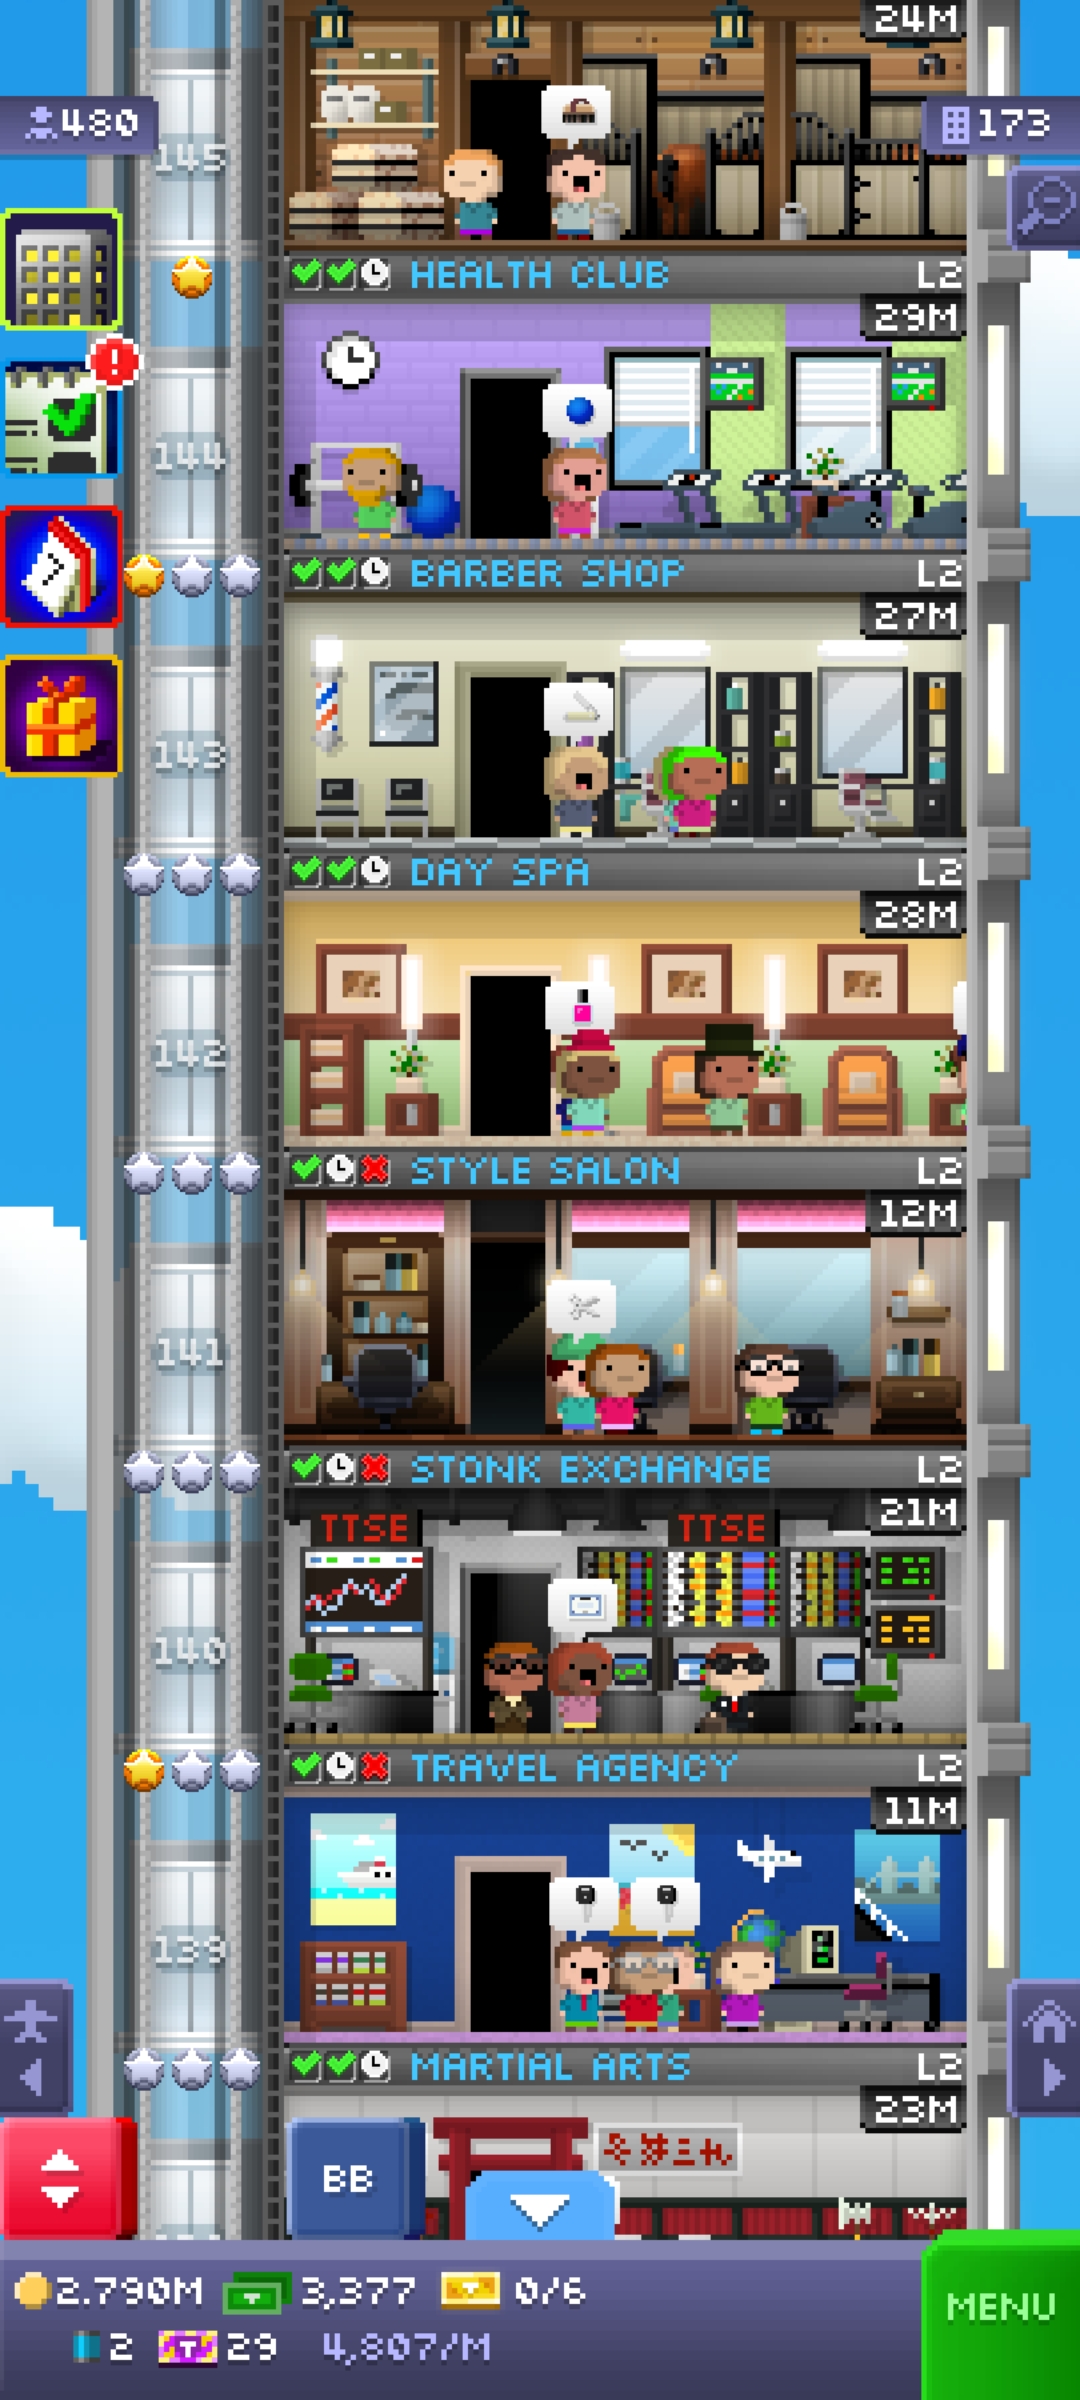 24M
480
173
145
HEALTH CLUB L2
29M
144
BARBER SHOP L2
27M
143
DAY SPA L2
28M
142
STYLE SALON L2
12M
141
STONK EXCHANGE L2
21M
TTSE TTSE
140
TRAVEL AGENCY L2
11M
139
MARTIAL ARTS L2
23M
BB
2.790M 3,377 0/6
MENU
2 T 29 4,807/M